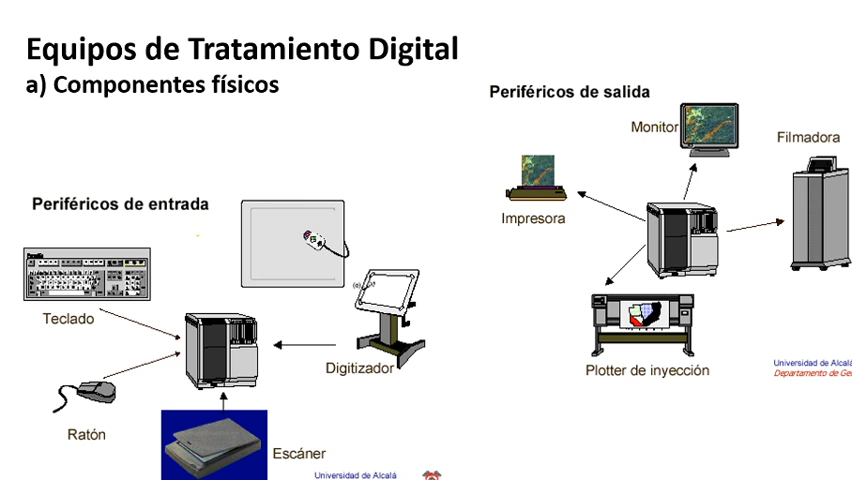 Equipos de Tratamiento Digital
a) Componentes físicos
Periféricos de entrada
Teclado
Ratón
Digitizador
Escáner
Universidad de Alcalá
Periféricos de salida
Monitor
Filmadora
Impresora
Plotter de inyección
Universidad de Alcalá
Departamento de Ge